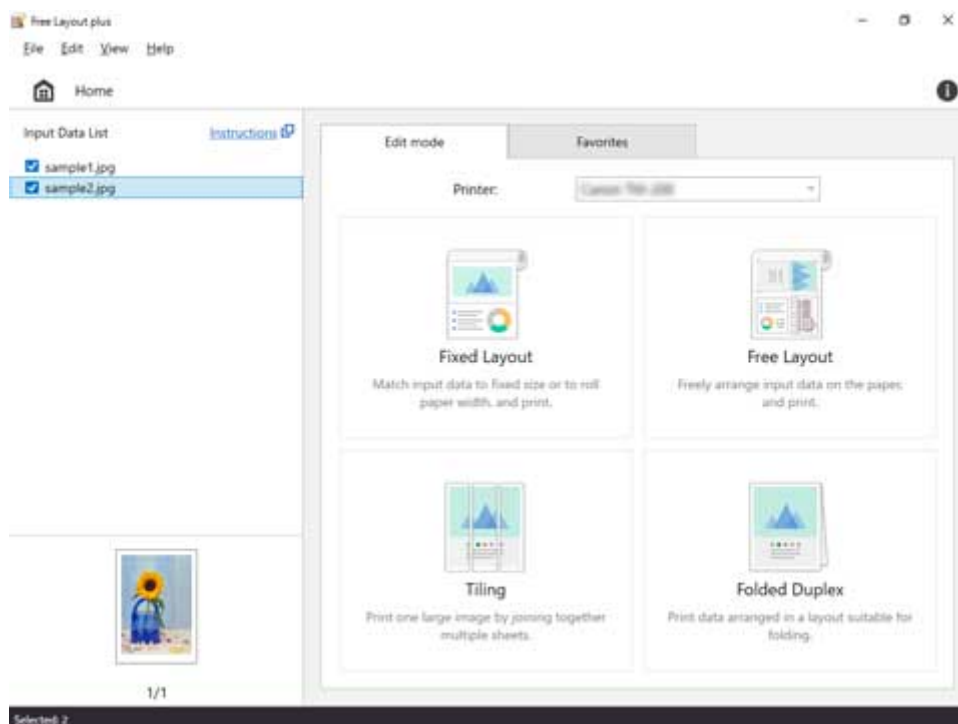 Free Layout plus
File Edit View Help
Home
Input Data List Instructions
sample1.jpg
sample2.jpg
Edit mode Favorites
Printer:
Fixed Layout
Match input data to fixed size or to roll
paper width, and print.
Free Layout
Freely arrange input data on the paper,
and print.
Tiling
Print one large image by joining together
multiple sheets.
Folded Duplex
Print data arranged in a layout suitable for
folding.
1/1
Selected: 2